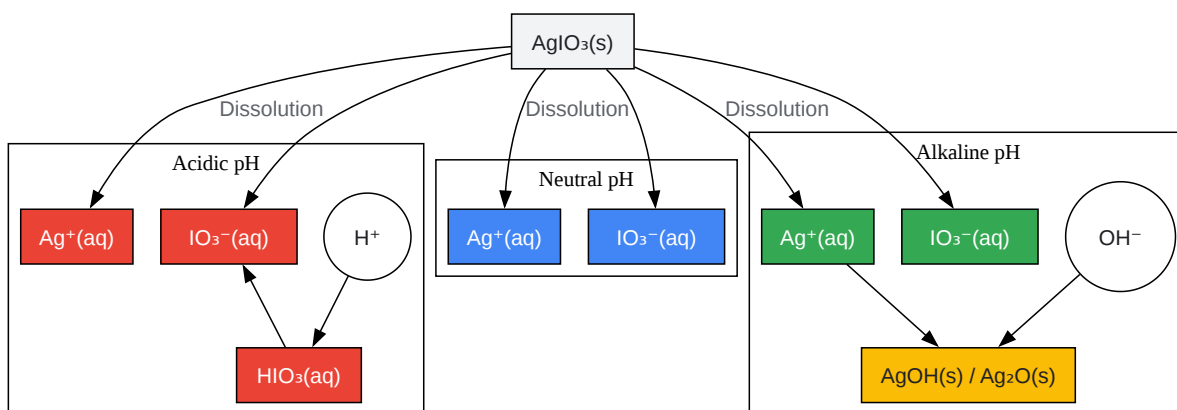 AgIO₃(s)
Dissolution
Dissolution
Dissolution
Acidic pH
Neutral pH
Alkaline pH
Ag⁺(aq)
IO₃⁻(aq)
H⁺
Ag⁺(aq)
IO₃⁻(aq)
Ag⁺(aq)
IO₃⁻(aq)
OH⁻
HIO₃(aq)
AgOH(s) / Ag₂O(s)